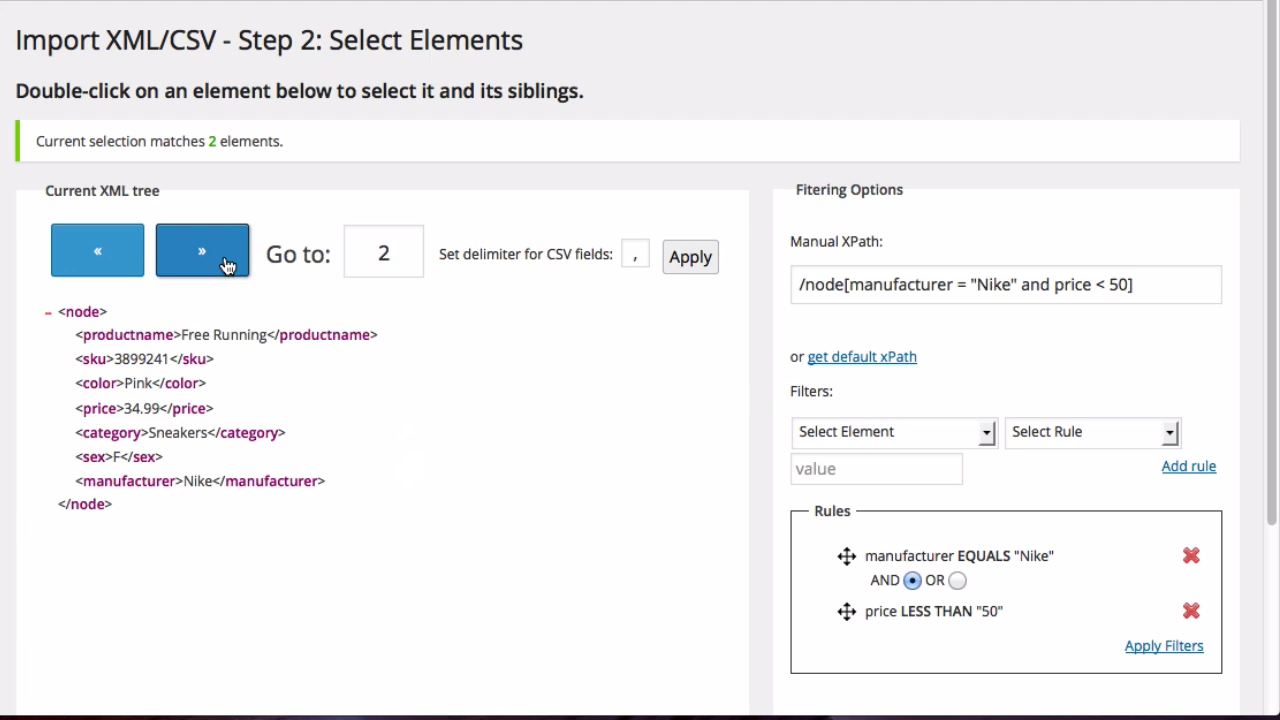 Import XML/CSV - Step 2: Select Elements
Double-click on an element below to select it and its siblings.
Current selection matches 2 elements.
Current XML tree
« » Go to: 2 Set delimiter for CSV fields: , Apply
– <node>
<productname>Free Running</productname>
<sku>3899241</sku>
<color>Pink</color>
<price>34.99</price>
<category>Sneakers</category>
<sex>F</sex>
<manufacturer>Nike</manufacturer>
</node>
Filtering Options
Manual XPath:
/node[manufacturer = "Nike" and price < 50]
or get default xPath
Filters:
Select Element Select Rule
value Add rule
Rules
manufacturer EQUALS "Nike"
AND OR
price LESS THAN "50"
Apply Filters